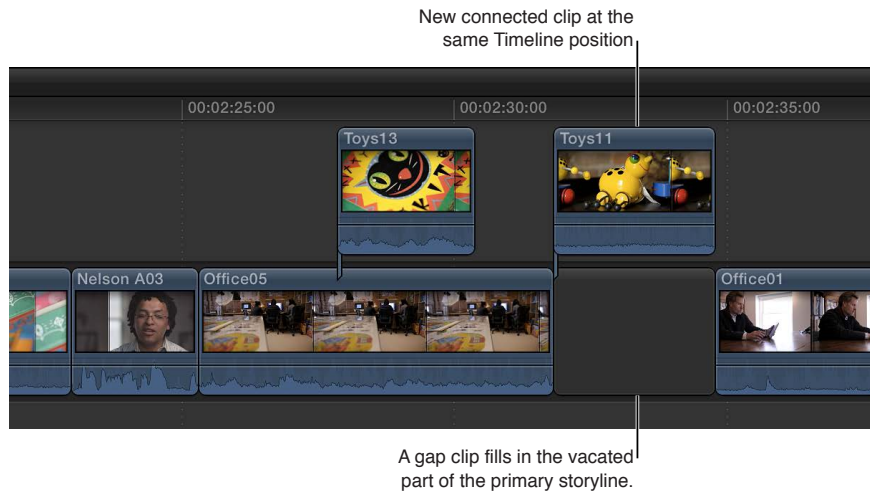 New connected clip at the
same Timeline position
00:02:25:00
00:02:30:00
00:02:35:00
Toys13
Toys11
Nelson A03
Office05
Office01
A gap clip fills in the vacated
part of the primary storyline.